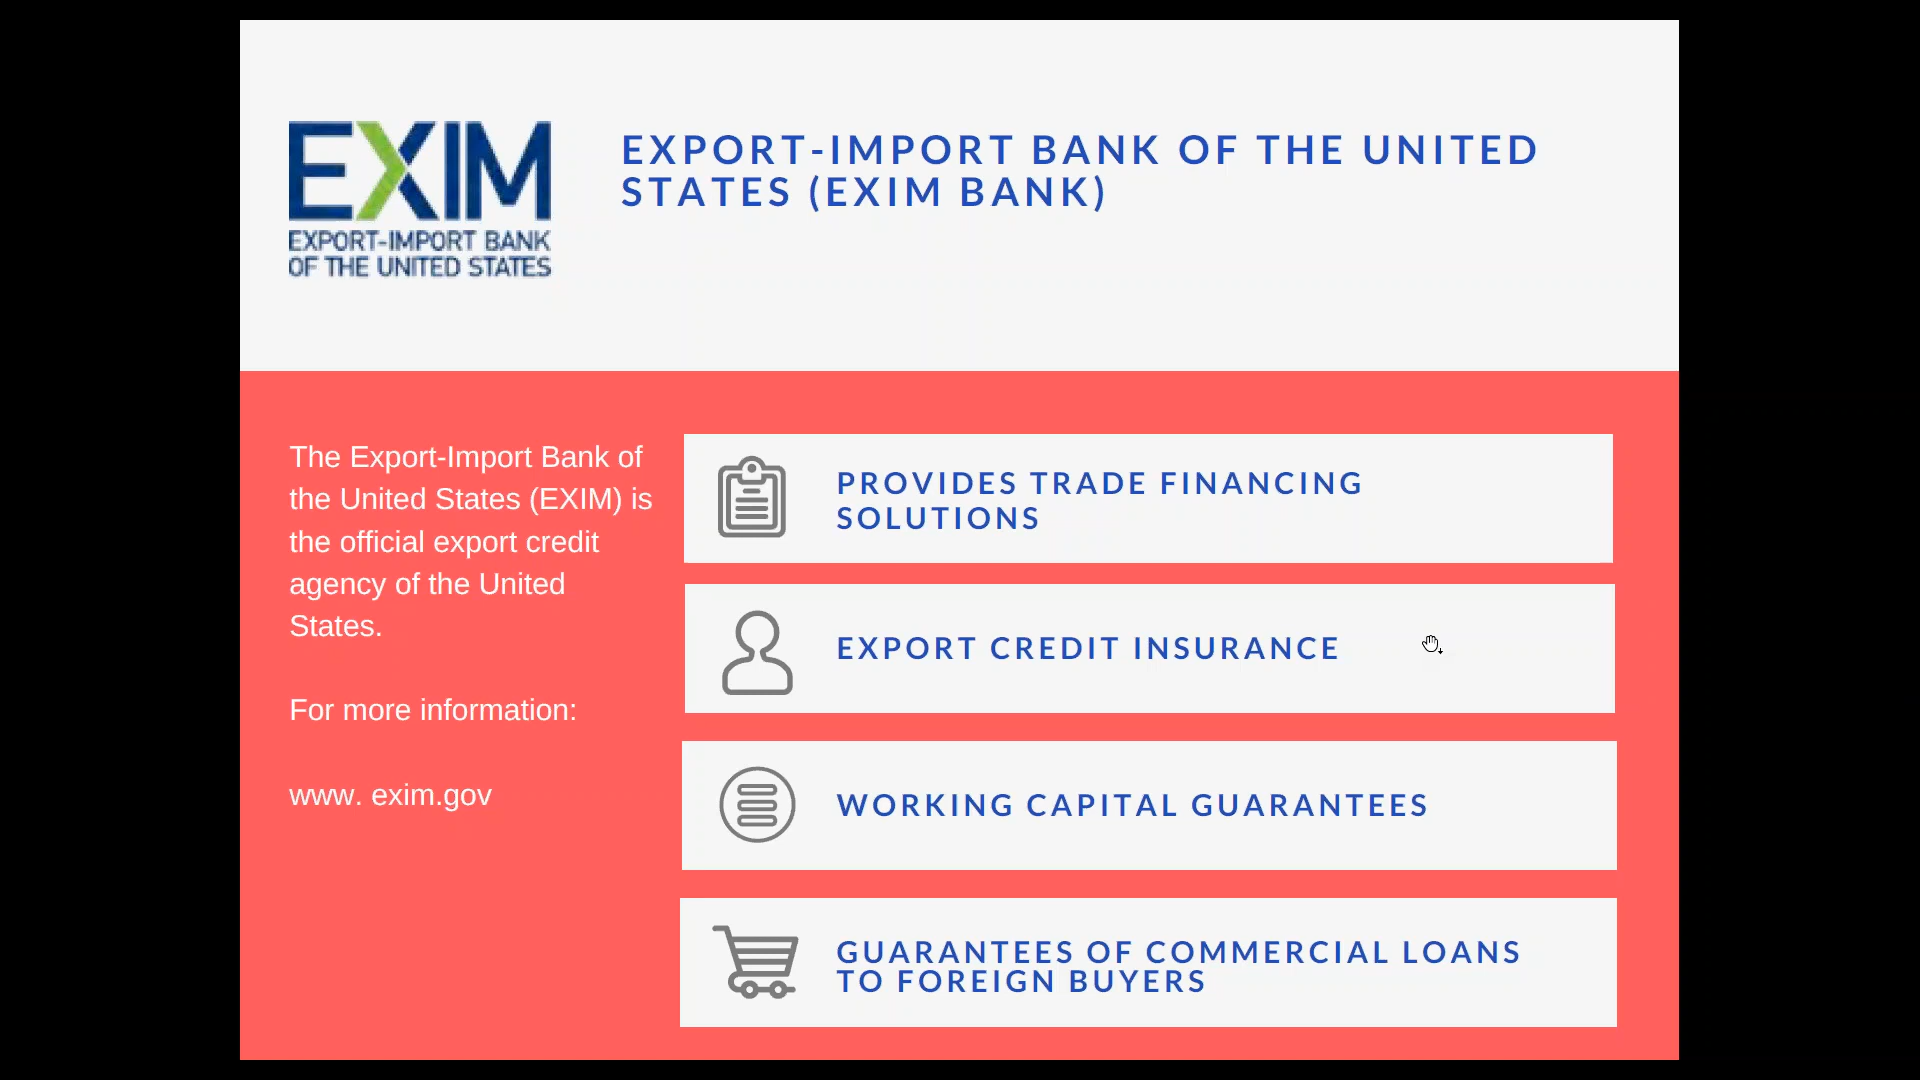 EXIM
EXPORT-IMPORT BANK
OF THE UNITED STATES
EXPORT-IMPORT BANK OF THE UNITED
STATES (EXIM BANK)
The Export-Import Bank of
the United States (EXIM) is
the official export credit
agency of the United
States.
For more information:
www. exim.gov
PROVIDES TRADE FINANCING
SOLUTIONS
EXPORT CREDIT INSURANCE
WORKING CAPITAL GUARANTEES
GUARANTEES OF COMMERCIAL LOANS
TO FOREIGN BUYERS